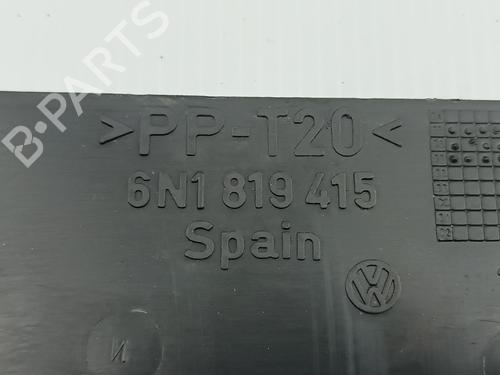 B-PARTS
>PP-T20<
6N1 819 415
Spain